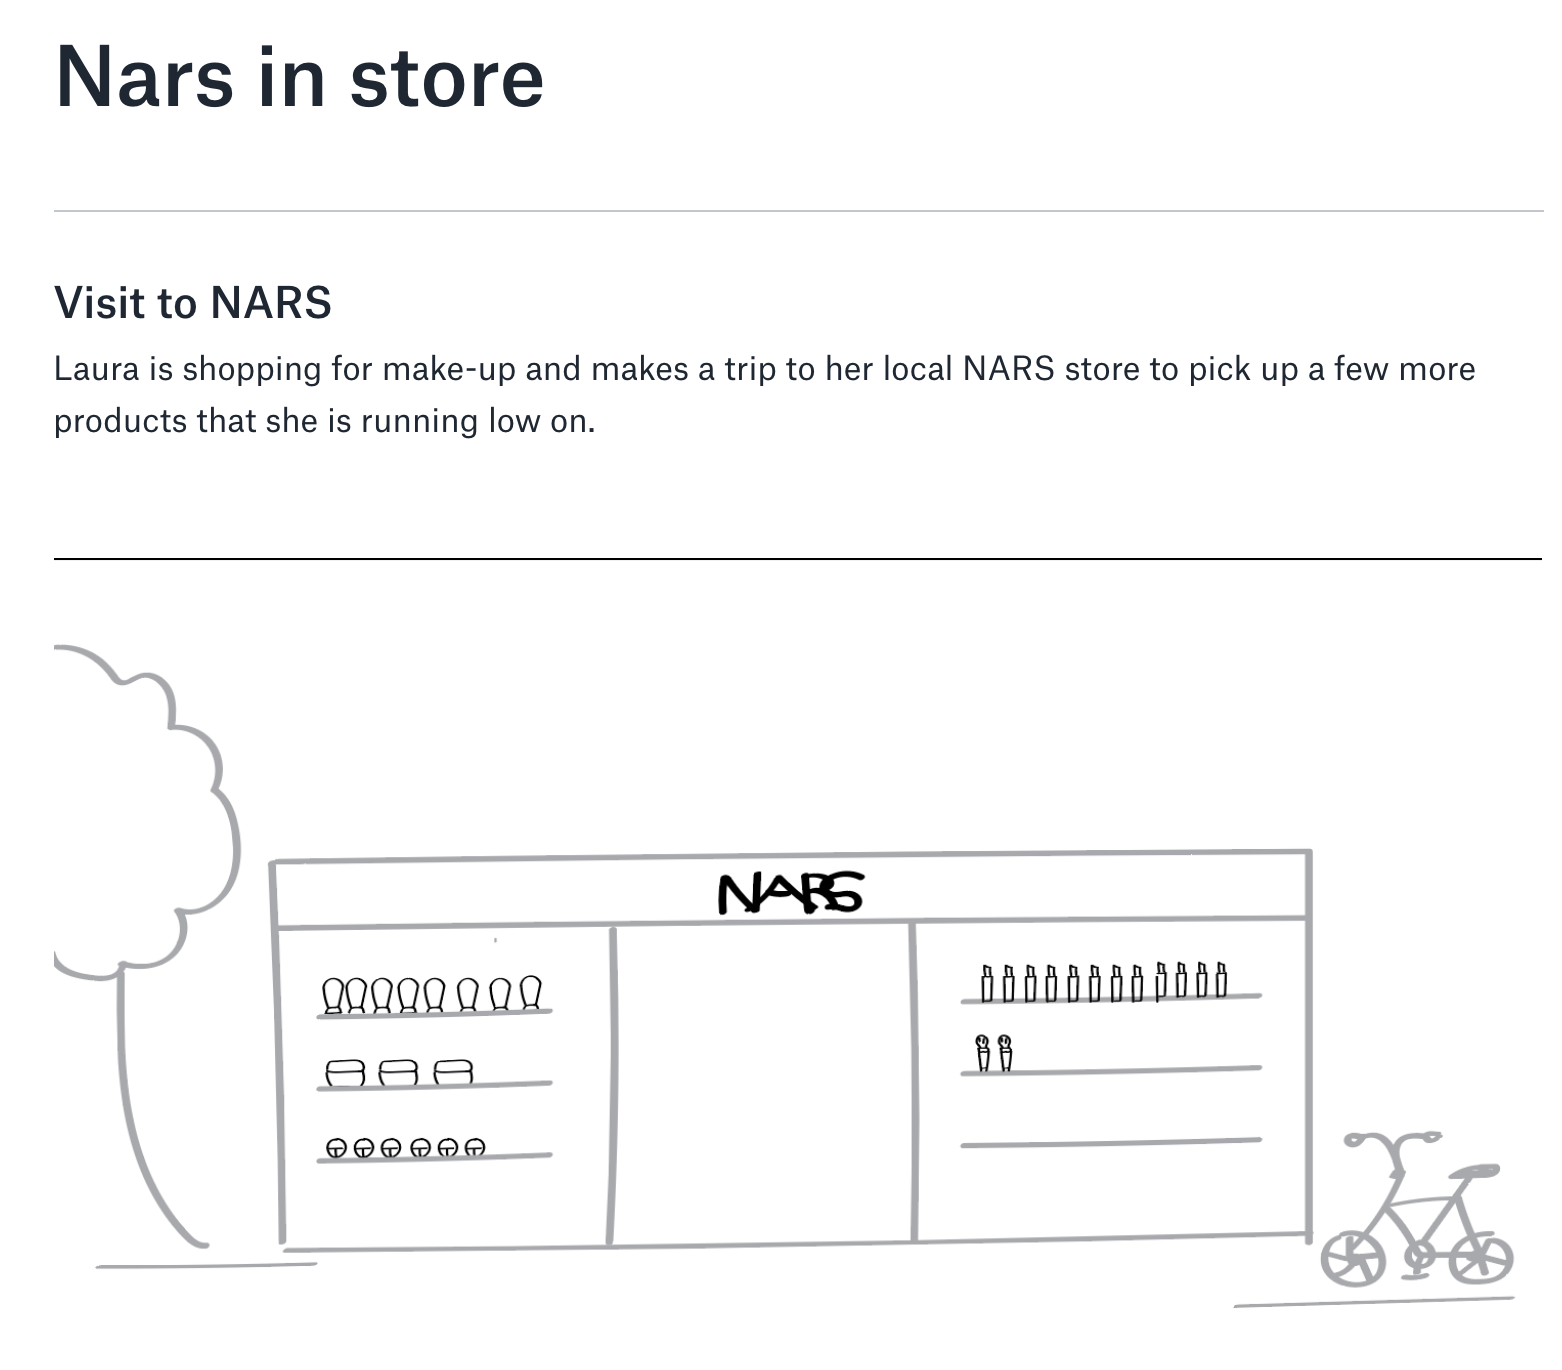 Nars in store
Visit to NARS
Laura is shopping for make-up and makes a trip to her local NARS store to pick up a few more
products that she is running low on.
NARS